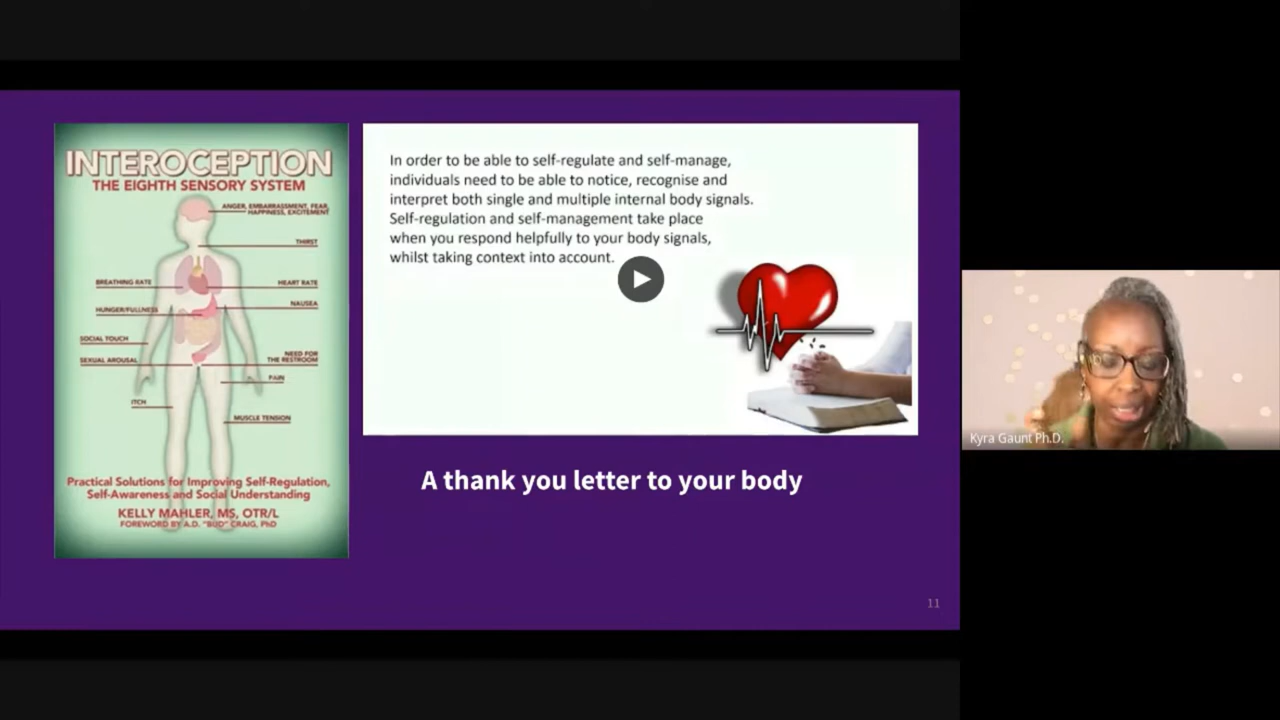 INTEROCEPTION
THE EIGHTH SENSORY SYSTEM
ANGER, EMBARRASSMENT, FEAR,
HAPPINESS, EXCITEMENT
THIRST
BREATHING RATE
HEART RATE
NAUSEA
HUNGER/FULLNESS
SOCIAL TOUCH
SEXUAL AROUSAL
NEED FOR
THE RESTROOM
PAIN
ITCH
MUSCLE TENSION
Practical Solutions for Improving Self-Regulation,
Self-Awareness and Social Understanding
KELLY MAHLER, MS, OTR/L
FOREWORD BY A.D. "BUD" CRAIG, PhD
In order to be able to self-regulate and self-manage,
individuals need to be able to notice, recognise and
interpret both single and multiple internal body signals.
Self-regulation and self-management take place
when you respond helpfully to your body signals,
whilst taking context into account.
A thank you letter to your body
11
Kyra Gaunt Ph.D.